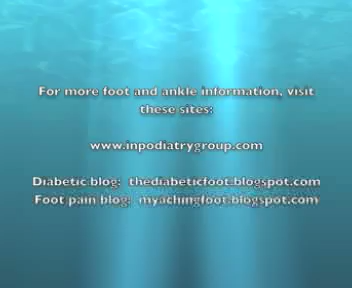 For more foot and ankle information, visit
these sites:
www.inpodiatrygroup.com
Diabetic blog: thediabeticfoot.blogspot.com
Foot pain blog: myachingfoot.blogspot.com